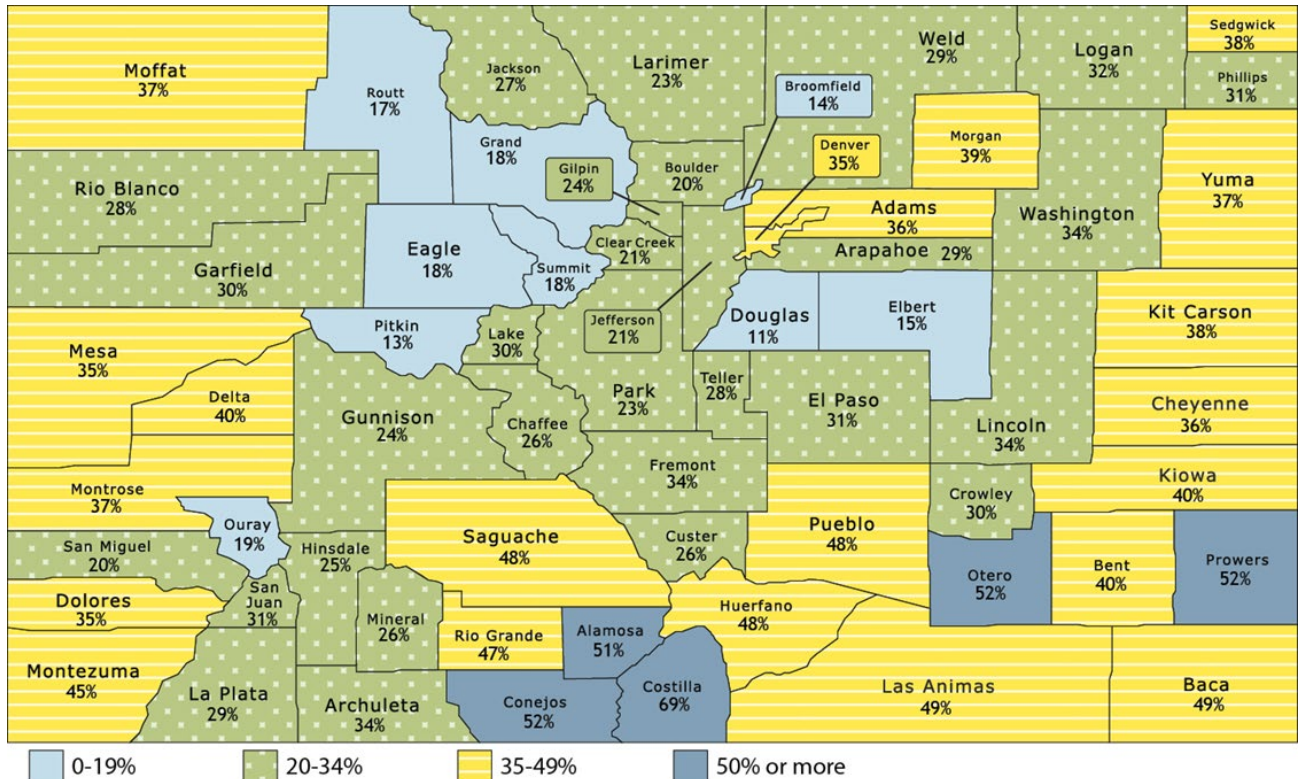 Moffat
37%
Routt
17%
Jackson
27%
Larimer
23%
Weld
29%
Logan
32%
Sedgwick
38%
Phillips
31%
Broomfield
14%
Grand
18%
Gilpin
24%
Boulder
20%
Denver
35%
Morgan
39%
Yuma
37%
Rio Blanco
28%
Washington
34%
Adams
36%
Eagle
18%
Clear Creek
21%
Arapahoe 29%
Garfield
30%
Summit
18%
Douglas
11%
Elbert
15%
Kit Carson
38%
Pitkin
13%
Lake
30%
Jefferson
21%
Mesa
35%
Delta
40%
Gunnison
24%
Chaffee
26%
Park
23%
Teller
28%
El Paso
31%
Lincoln
34%
Cheyenne
36%
Fremont
34%
Kiowa
40%
Montrose
37%
Crowley
30%
Ouray
19%
Hinsdale
25%
Saguache
48%
Custer
26%
Pueblo
48%
San Miguel
20%
Otero
52%
Bent
40%
Prowers
52%
Dolores
35%
San
Juan
31%
Mineral
26%
Rio Grande
47%
Alamosa
51%
Huerfano
48%
Montezuma
45%
La Plata
29%
Archuleta
34%
Conejos
52%
Costilla
69%
Las Animas
49%
Baca
49%
0-19%
20-34%
35-49%
50% or more